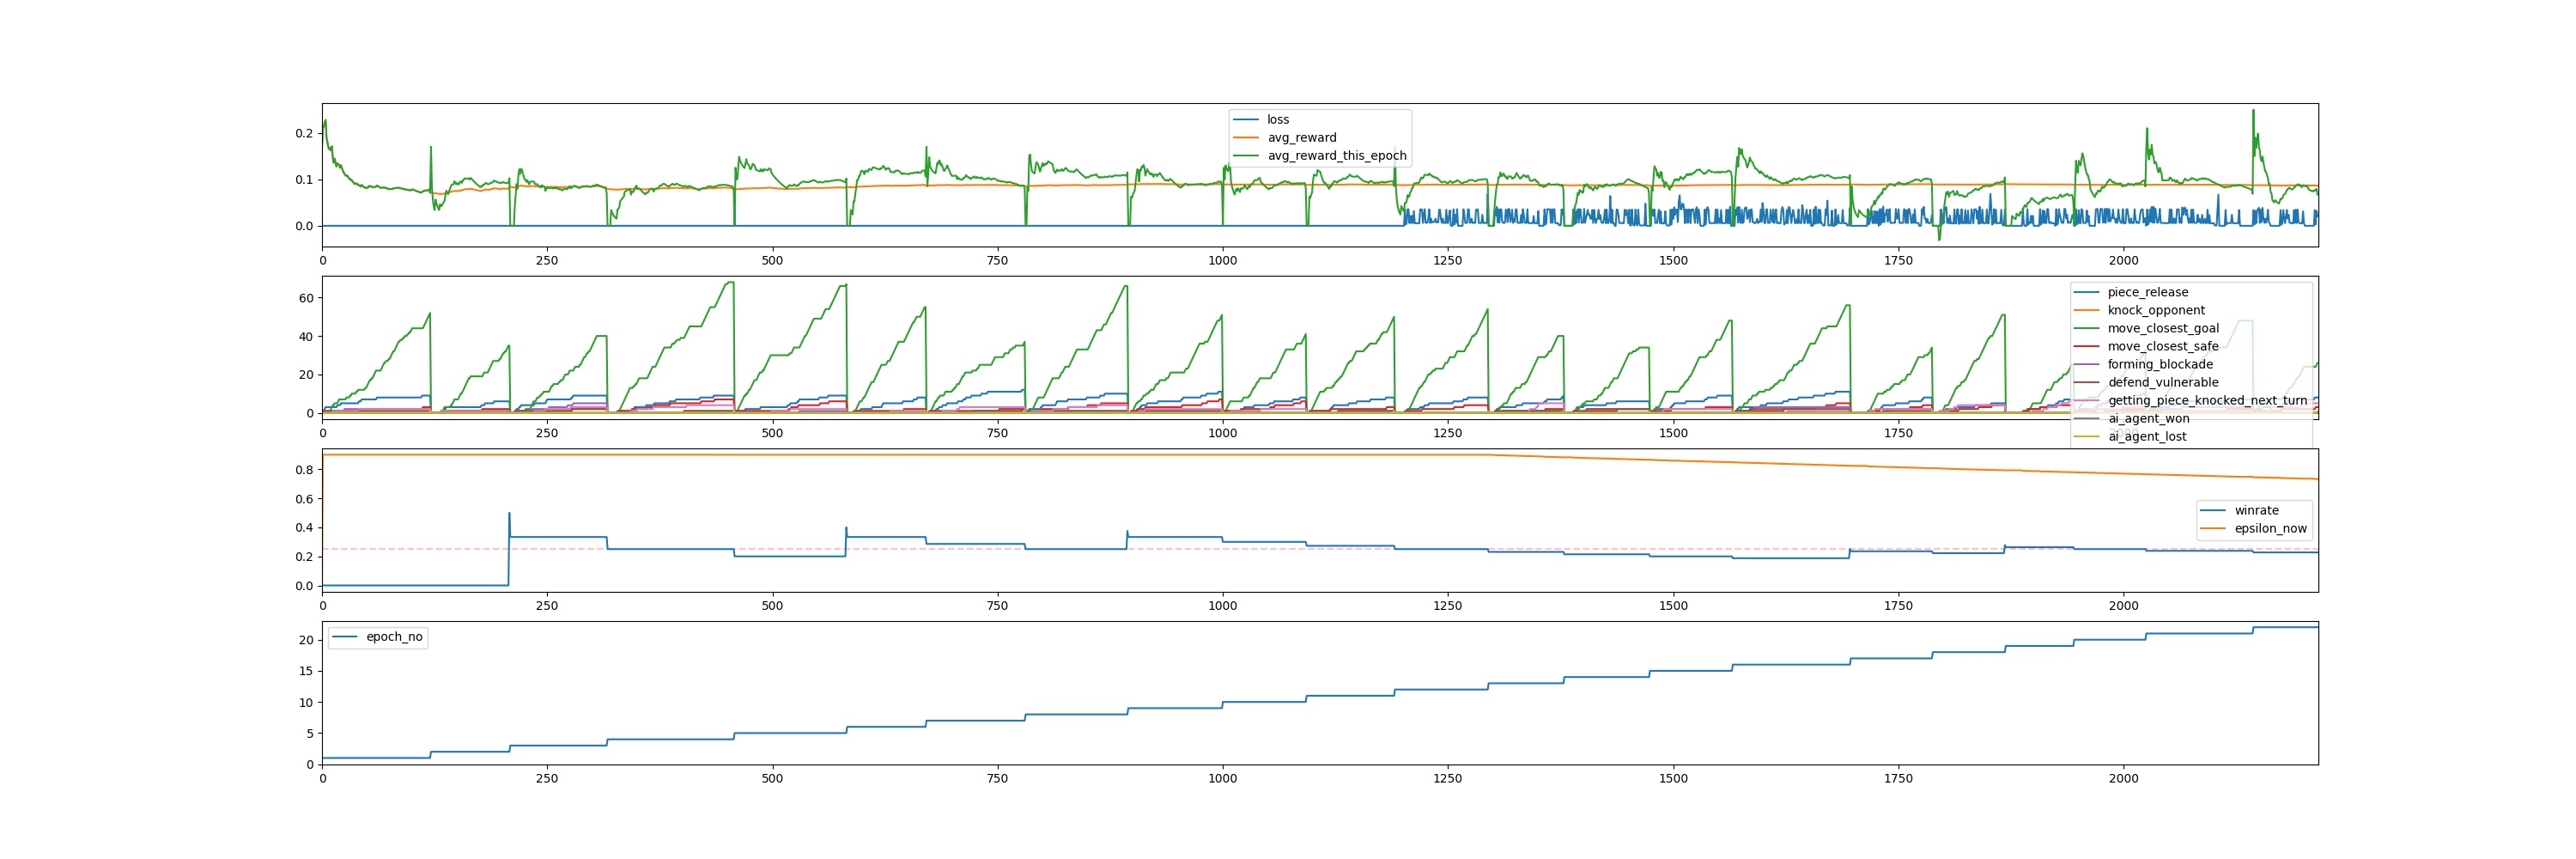 0.2
0.1
0.0
loss
avg_reward
avg_reward_this_epoch
0 250 500 750 1000 1250 1500 1750 2000
60
40
20
0
piece_release
knock_opponent
move_closest_goal
move_closest_safe
forming_blockade
defend_vulnerable
getting_piece_knocked_next_turn
ai_agent_won
ai_agent_lost
0 250 500 750 1000 1250 1500 1750 2000
0.8
0.6
0.4
0.2
0.0
winrate
epsilon_now
0 250 500 750 1000 1250 1500 1750 2000
20
15
10
5
0
epoch_no
0 250 500 750 1000 1250 1500 1750 2000